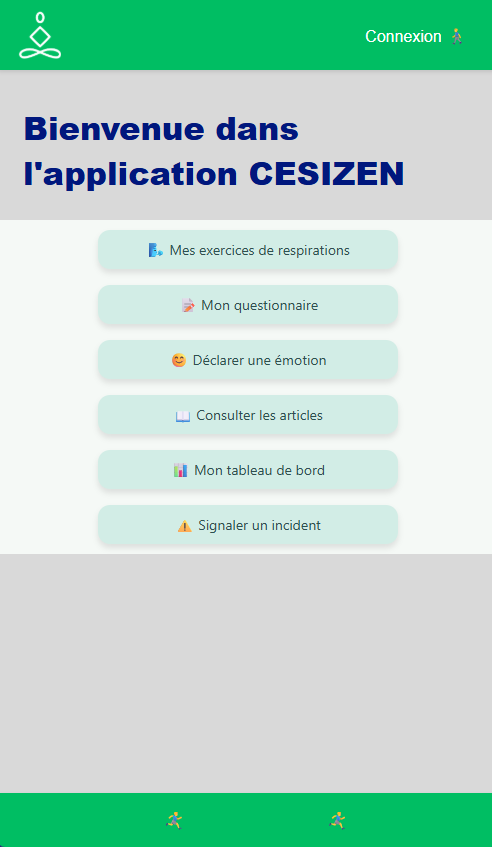 Connexion
Bienvenue dans
l'application CESIZEN
Mes exercices de respirations
Mon questionnaire
Déclarer une émotion
Consulter les articles
Mon tableau de bord
Signaler un incident